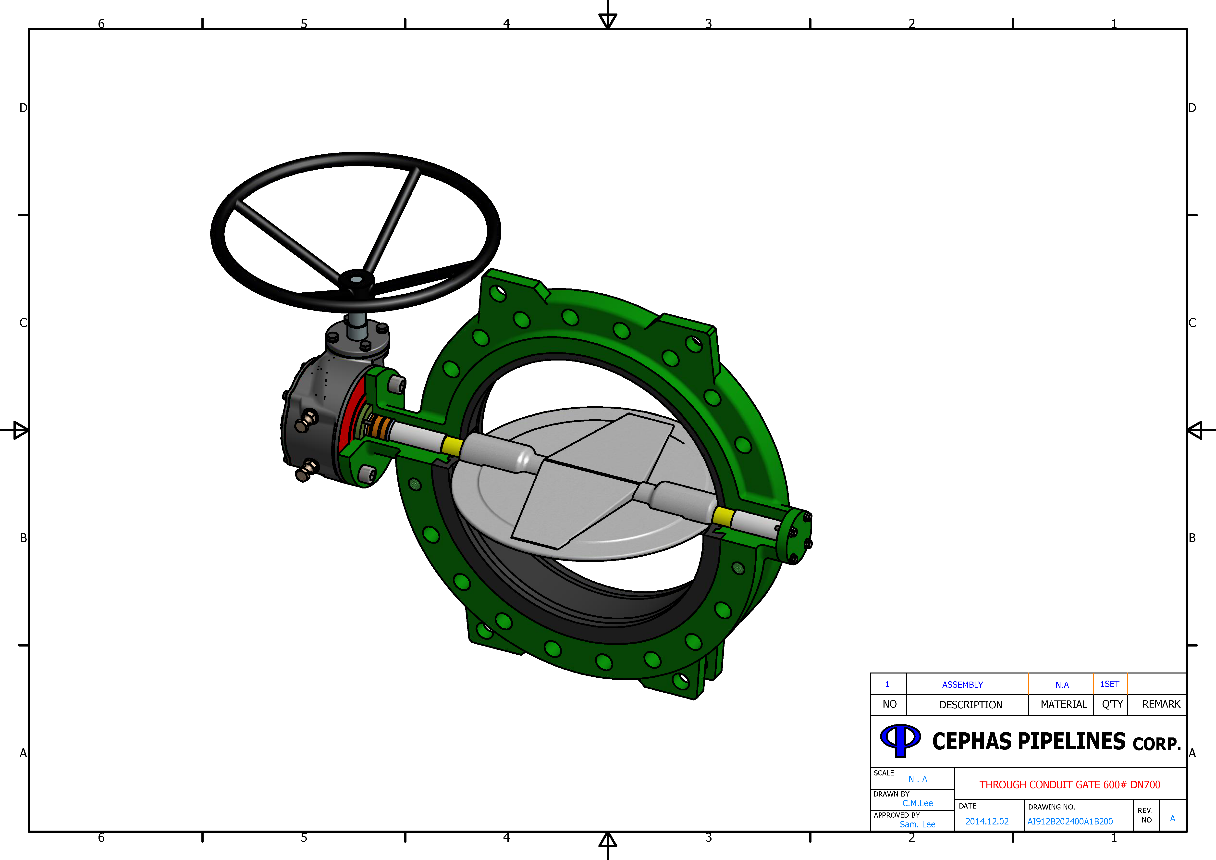 6 5 4 3 2 1
D D
C C
B B
A A
1 ASSEMBLY N.A 1SET
NO DESCRIPTION MATERIAL Q'TY REMARK
CEPHAS PIPELINES CORP.
SCALE
N . A
THROUGH CONDUIT GATE 600# DN700
DRAWN BY
C.M.Lee
DATE
2014.12.02
DRAWING NO.
AJ912B202400A1B200
REV. NO
A
APPROVED BY
Sam. Lee
6 5 4 3 2 1